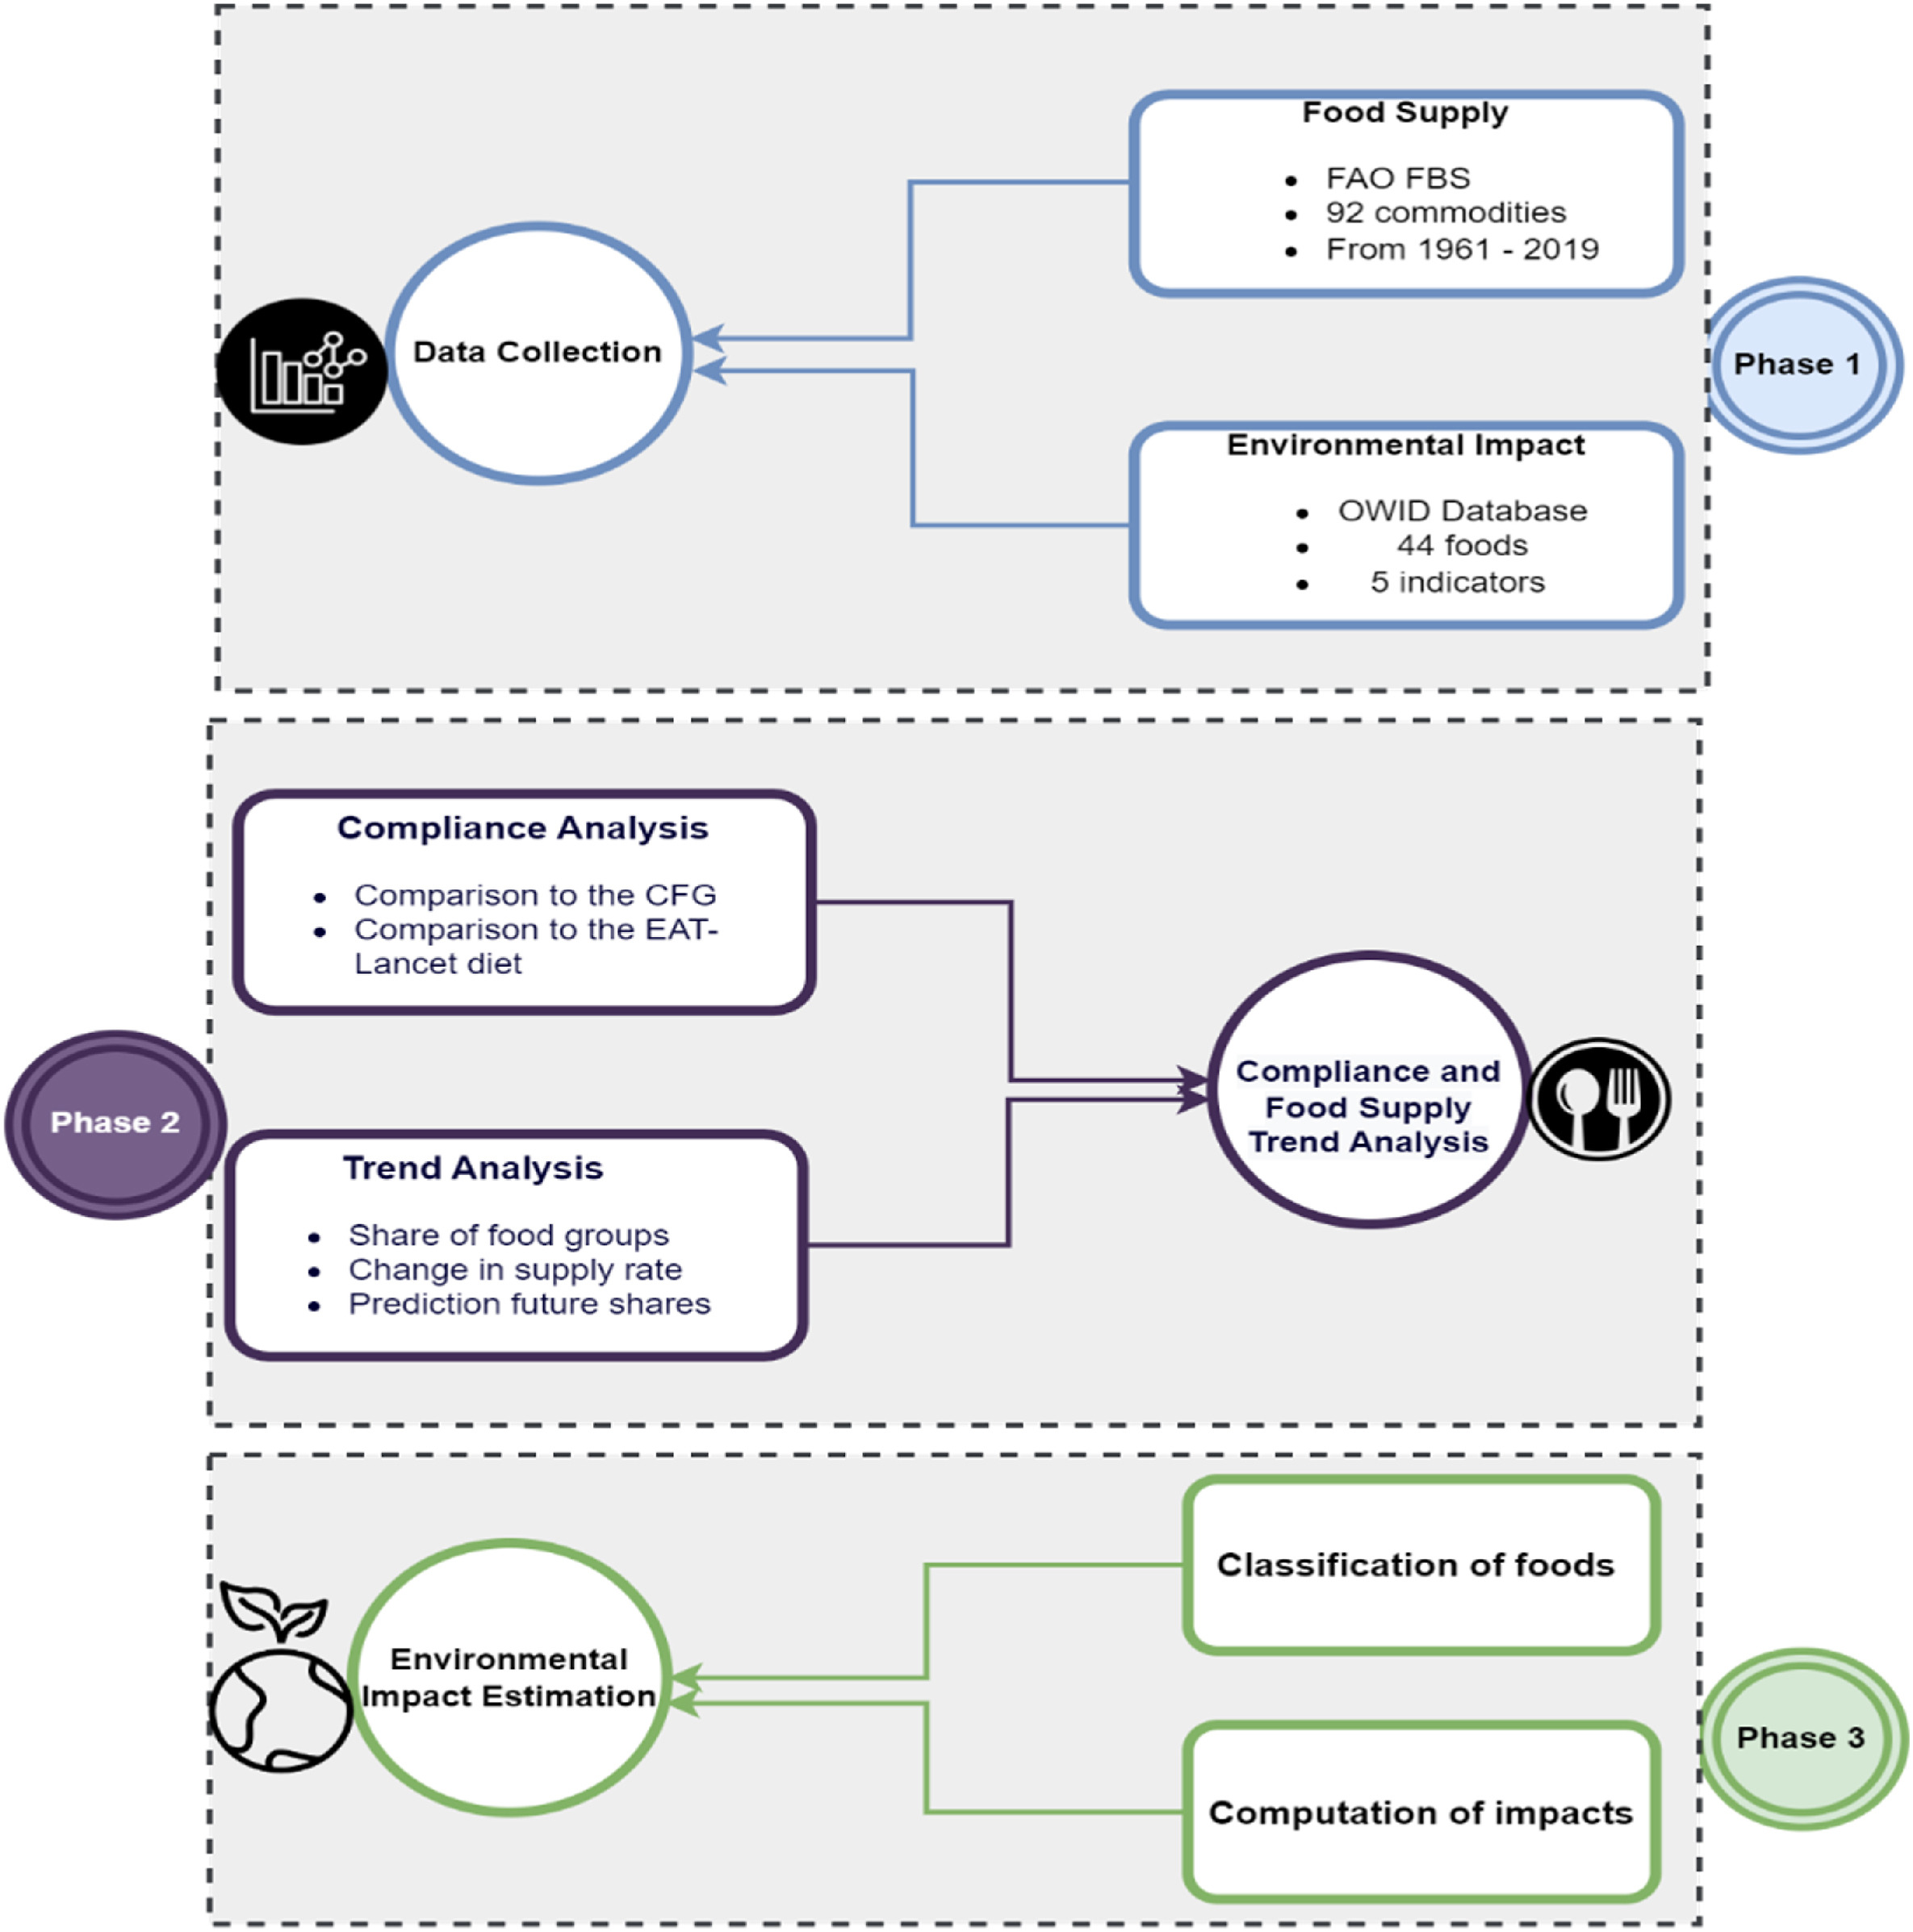 Food Supply
FAO FBS
92 commodities
From 1961 - 2019
Data Collection
Phase 1
Environmental Impact
OWID Database
44 foods
5 indicators
Compliance Analysis
Comparison to the CFG
Comparison to the EAT-
Lancet diet
Phase 2
Compliance and
Food Supply
Trend Analysis
Trend Analysis
Share of food groups
Change in supply rate
Prediction future shares
Classification of foods
Environmental
Impact Estimation
Phase 3
Computation of impacts